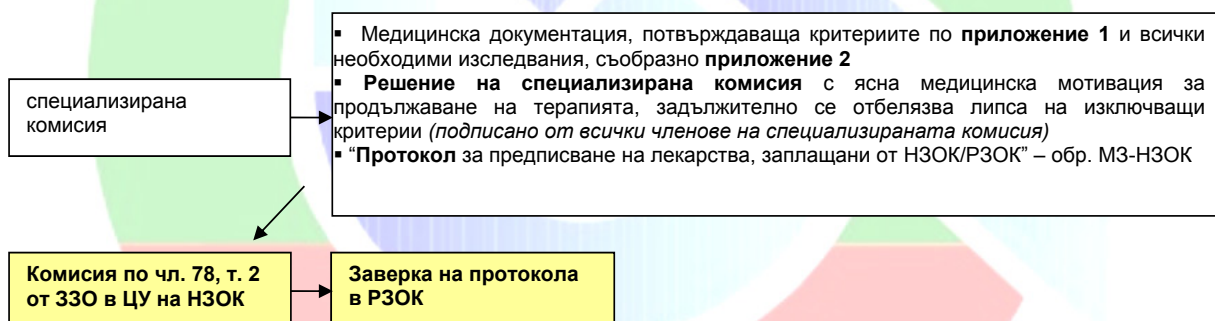 специализирана
комисия
▪ Медицинска документация, потвърждаваща критериите по приложение 1 и всички
необходими изследвания, съобразно приложение 2
▪ Решение на специализирана комисия с ясна медицинска мотивация за
продължаване на терапията, задължително се отбелязва липса на изключващи
критерии (подписано от всички членове на специализираната комисия)
▪ “Протокол за предписване на лекарства, заплащани от НЗОК/РЗОК” – обр. МЗ-НЗОК
Комисия по чл. 78, т. 2
от ЗЗО в ЦУ на НЗОК
Заверка на протокола
в РЗОК